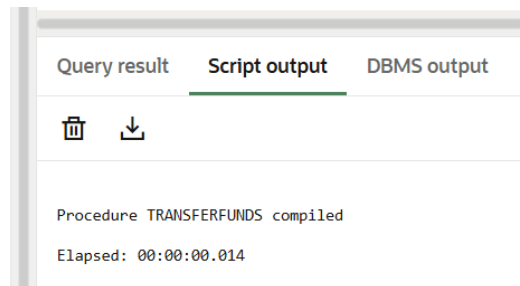 Query result Script output DBMS output
Procedure TRANSFERFUNDS compiled
Elapsed: 00:00:00.014